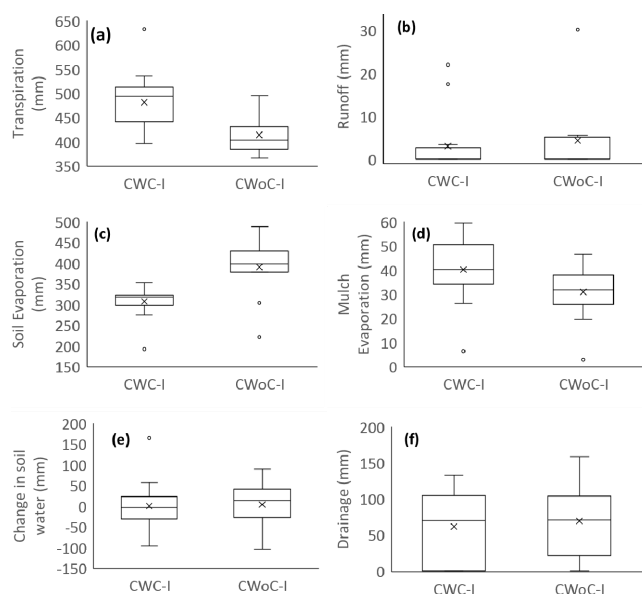 (a)
Transpiration
(mm)
650
600
550
500
450
400
350
CWC-I
CWoC-I
(b)
Runoff (mm)
30
20
10
0
CWC-I
CWoC-I
(c)
Soil Evaporation
(mm)
500
450
400
350
300
250
200
150
CWC-I
CWoC-I
(d)
Mulch
Evaporation (mm)
60
50
40
30
20
10
0
CWC-I
CWoC-I
(e)
Change in soil
water (mm)
200
150
100
50
0
-50
-100
-150
CWC-I
CWoC-I
(f)
Drainage (mm)
200
150
100
50
0
CWC-I
CWoC-I